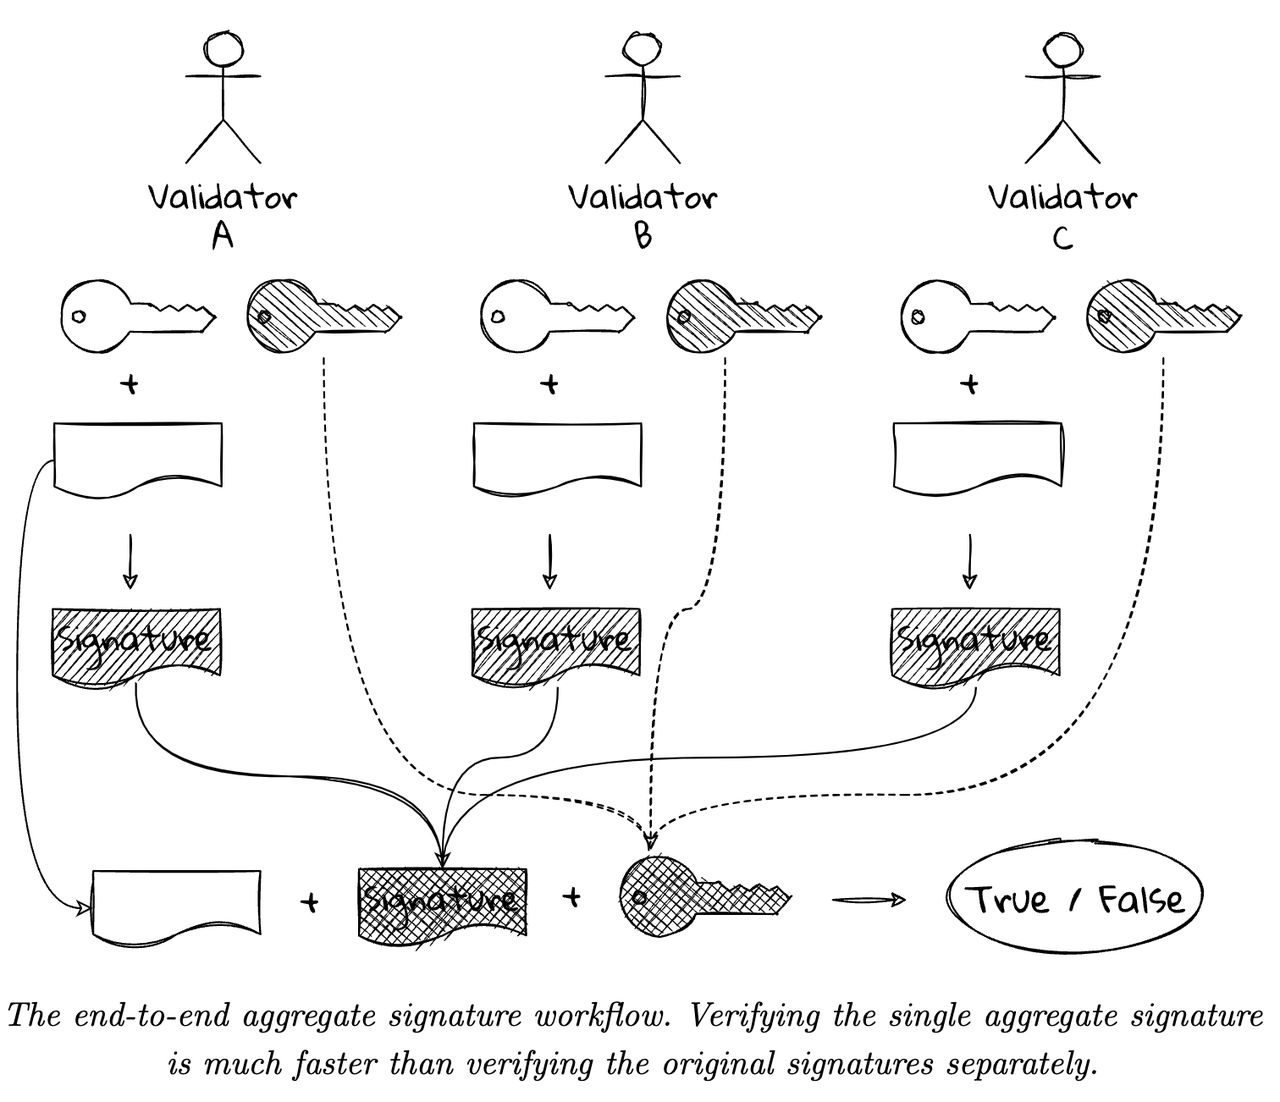 Validator
A
Validator
B
Validator
C
+
+
+
Signature
Signature
Signature
+
Signature
+
True / False
The end-to-end aggregate signature workflow. Verifying the single aggregate signature
is much faster than verifying the original signatures separately.